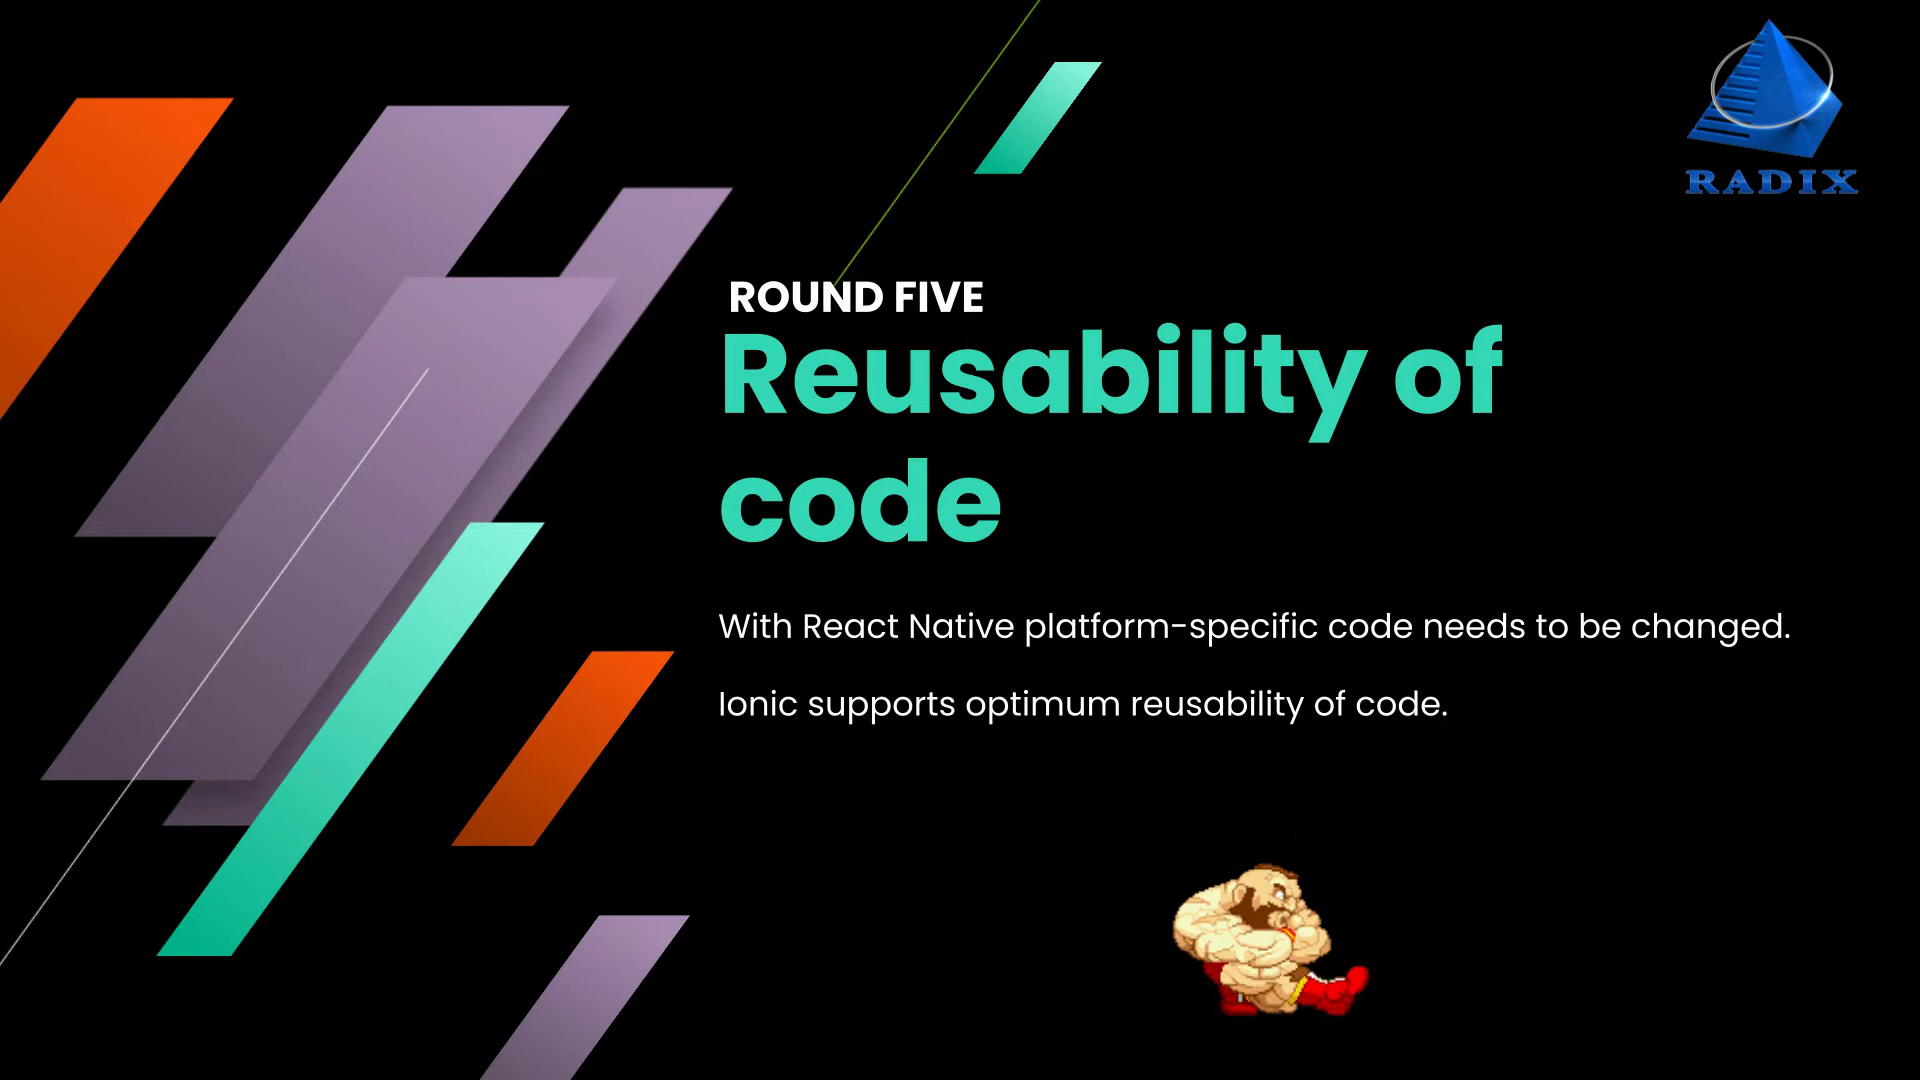 RADIX
ROUND FIVE
Reusability of
code
With React Native platform-specific code needs to be changed.
Ionic supports optimum reusability of code.